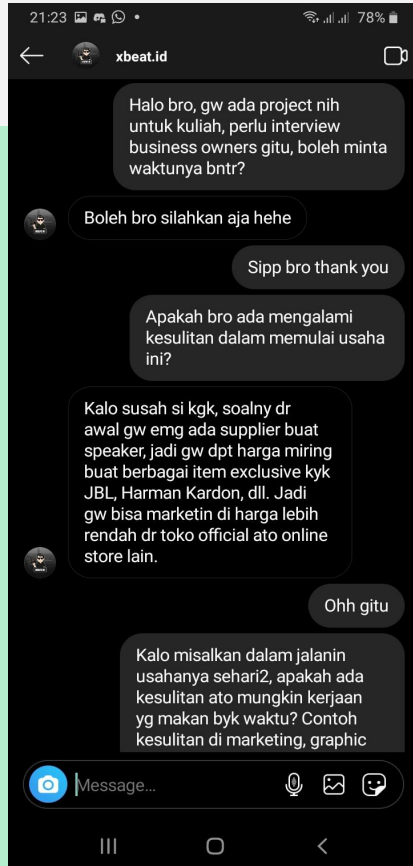 21:23
78%
xbeat.id
Halo bro, gw ada project nih
untuk kuliah, perlu interview
business owners gitu, boleh minta
waktunya bntr?
Boleh bro silahkan aja hehe
Sipp bro thank you
Apakah bro ada mengalami
kesulitan dalam memulai usaha
ini?
Kalo susah si kgk, soalny dr
awal gw emg ada supplier buat
speaker, jadi gw dpt harga miring
buat berbagai item exclusive kyk
JBL, Harman Kardon, dll. Jadi
gw bisa marketin di harga lebih
rendah dr toko official ato online
store lain.
Ohh gitu
Kalo misalkan dalam jalanin
usahanya sehari2, apakah ada
kesulitan ato mungkin kerjaan
yg makan byk waktu? Contoh
kesulitan di marketing, graphic
Message...